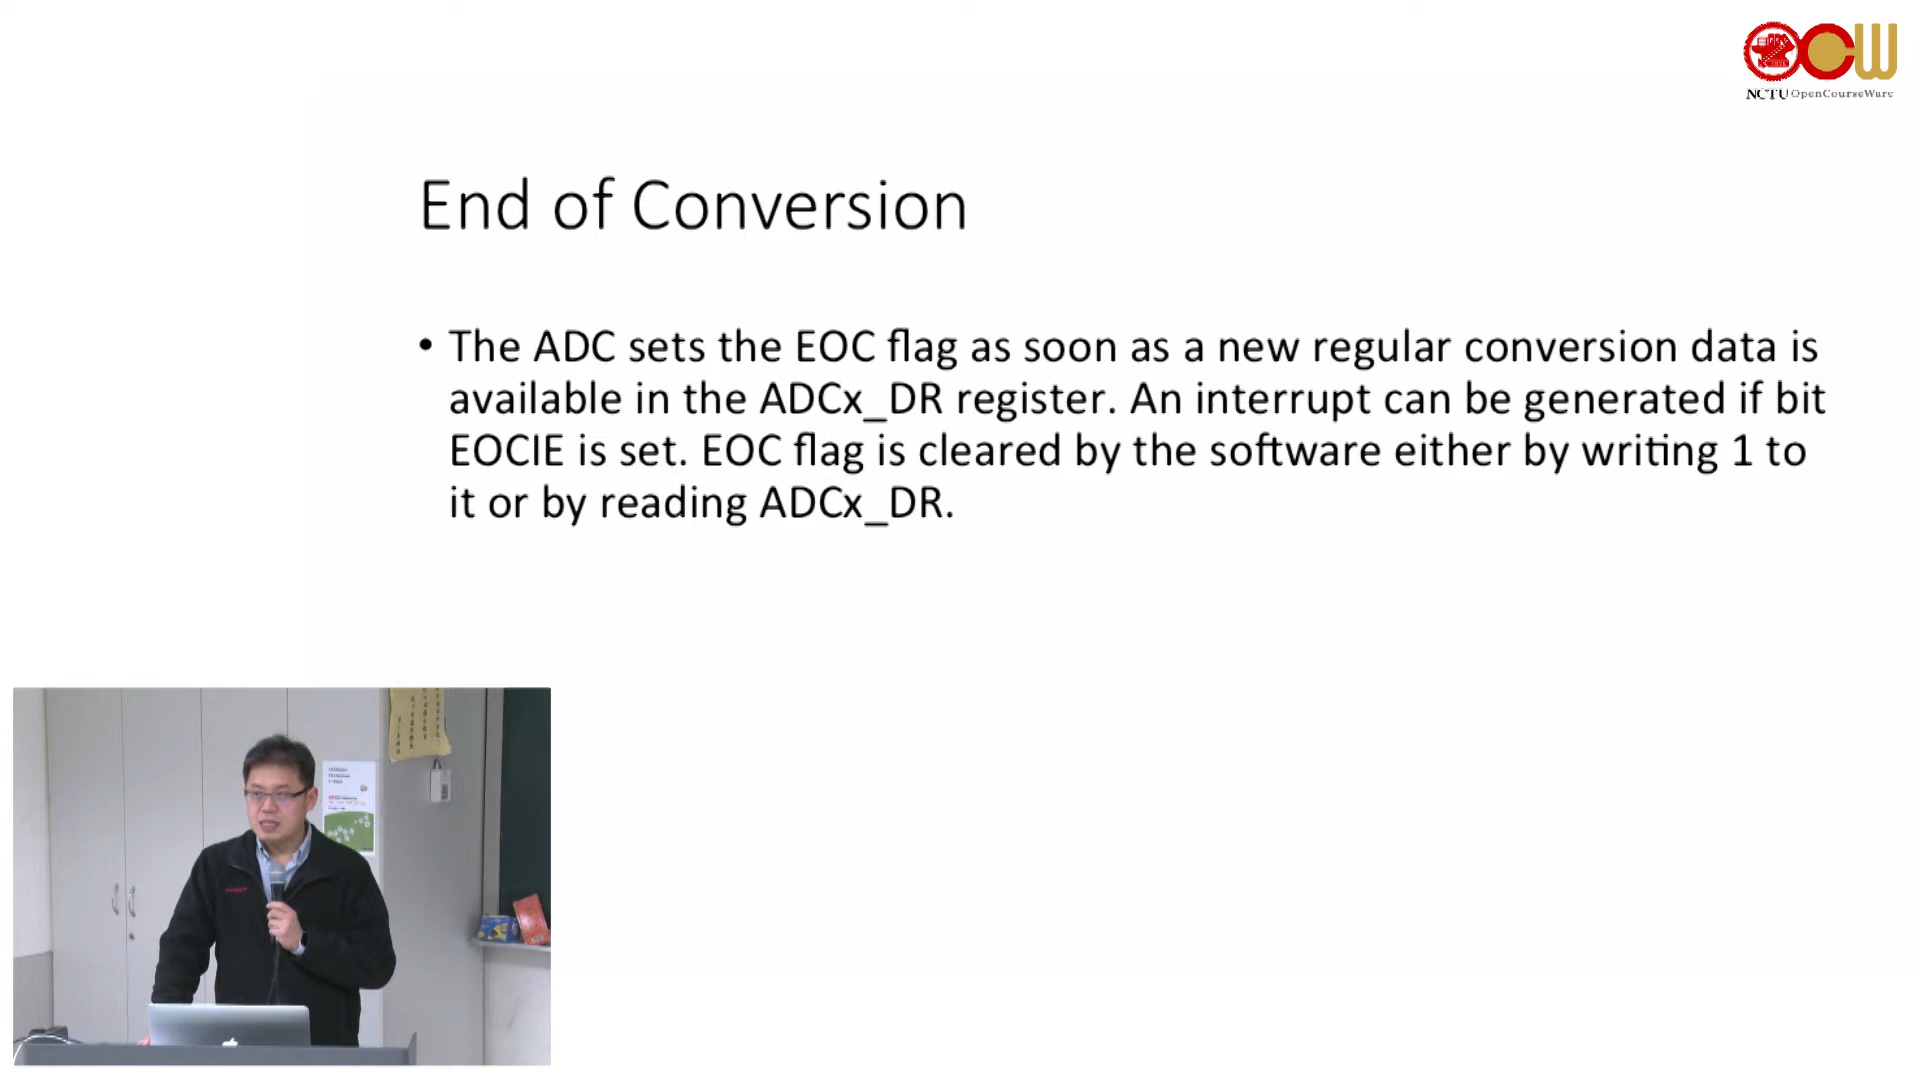 NCTU OpenCourseWare
End of Conversion
• The ADC sets the EOC flag as soon as a new regular conversion data is
available in the ADCx_DR register. An interrupt can be generated if bit
EOCIE is set. EOC flag is cleared by the software either by writing 1 to
it or by reading ADCx_DR.